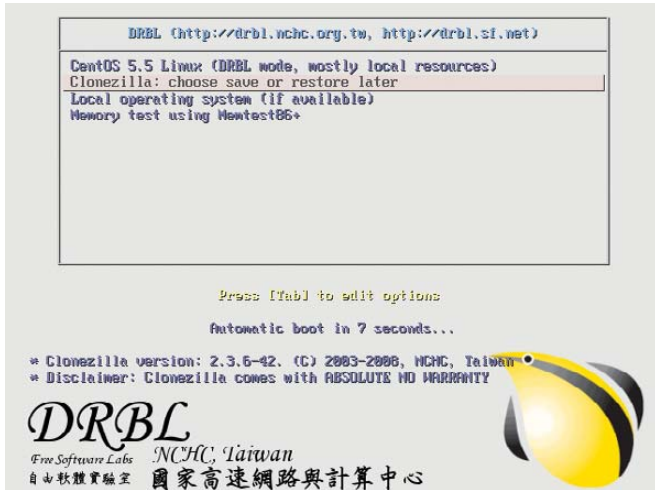 DRBL (http://drbl.nchc.org.tw, http://drbl.sf.net)
CentOS 5.5 Linux (DRBL mode, mostly local resources)
Clonezilla: choose save or restore later
Local operating system (if available)
Memory test using Memtest86+
Press [Tab] to edit options
Automatic boot in 7 seconds...
* Clonezilla version: 2.3.6-42. (C) 2003-2008, NCHC, Taiwan
* Disclaimer: Clonezilla comes with ABSOLUTE NO WARRANTY
DRBL
Free Software Labs NCHC, Taiwan
自由軟體實驗室 國家高速網路與計算中心